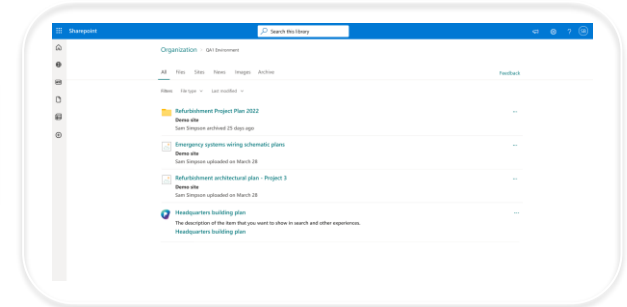 Sharepoint
Search this library
?
Organization > QA1 Environment
All Files Sites News Images Archive
Feedback
Filters File type Last modified
Refurbishment Project Plan 2022
Demo site
Sam Simpson archived 25 days ago
Emergency systems wiring schematic plans
Demo site
Sam Simpson uploaded on March 28
Refurbishment architectural plan - Project 3
Demo site
Sam Simpson uploaded on March 28
Headquarters building plan
The description of the item that you want to show in search and other experiences.
Headquarters building plan